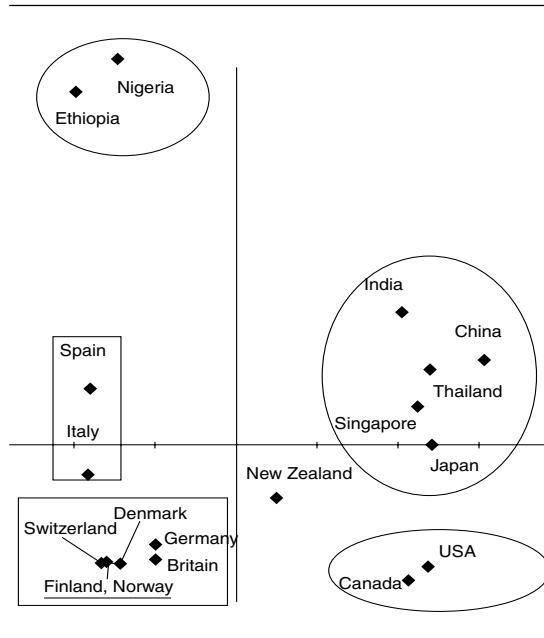 Nigeria
Ethiopia
India
China
Spain
Thailand
Singapore
Italy
Japan
New Zealand
Denmark
Switzerland
Germany
USA
Britain
Canada
Finland, Norway